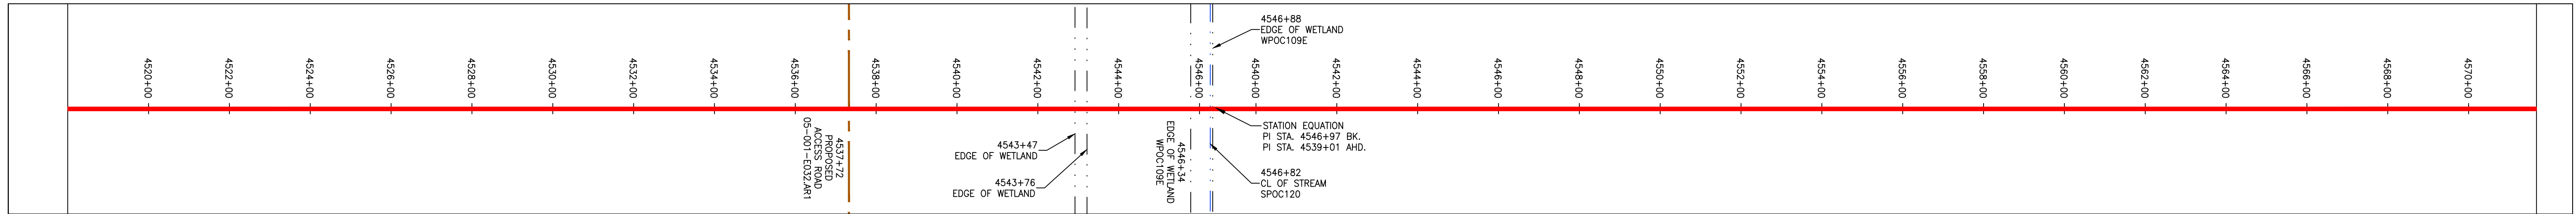 4546+88
EDGE OF WETLAND
WPOC109E
4520+00
4522+00
4524+00
4526+00
4528+00
4530+00
4532+00
4534+00
4536+00
4538+00
4540+00
4542+00
4544+00
4546+00
4540+00
4542+00
4544+00
4546+00
4548+00
4550+00
4552+00
4554+00
4556+00
4558+00
4560+00
4562+00
4564+00
4566+00
4568+00
4570+00
4537+72
PROPOSED
ACCESS ROAD
05-001-E032.AR1
4543+47
EDGE OF WETLAND
4543+76
EDGE OF WETLAND
4546+34
EDGE OF WETLAND
WPOC109E
STATION EQUATION
PI STA. 4546+97 BK.
PI STA. 4539+01 AHD.
4546+82
CL OF STREAM
SPOC120